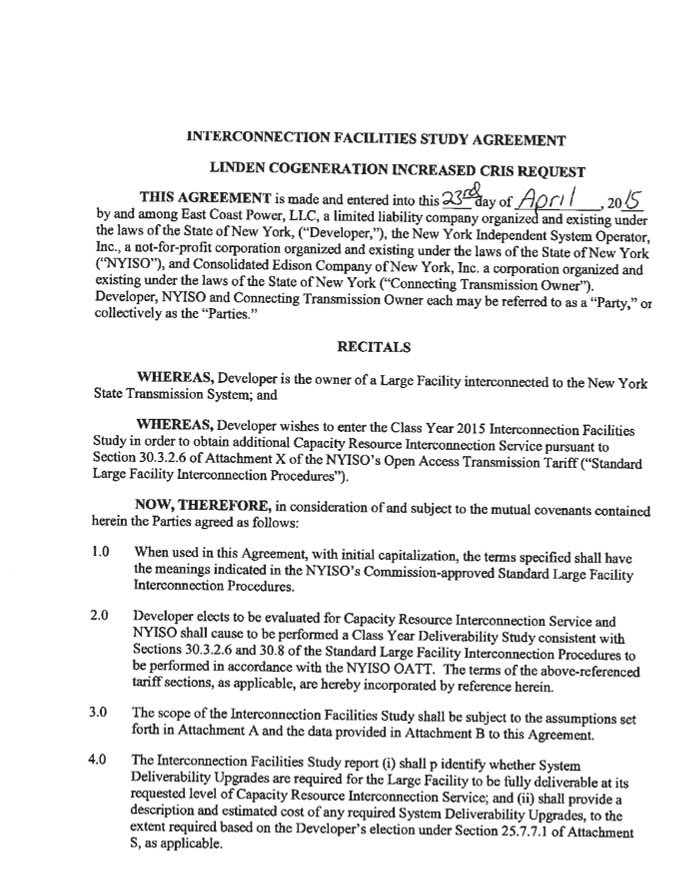 INTERCONNECTION FACILITIES STUDY AGREEMENT
LINDEN COGENERATION INCREASED CRIS REQUEST
THIS AGREEMENT is made and entered into this 23rd day of April, 2015
by and among East Coast Power, LLC, a limited liability company organized and existing under
the laws of the State of New York, ("Developer,"), the New York Independent System Operator,
Inc., a not-for-profit corporation organized and existing under the laws of the State of New York
("NYISO"), and Consolidated Edison Company of New York, Inc. a corporation organized and
existing under the laws of the State of New York ("Connecting Transmission Owner").
Developer, NYISO and Connecting Transmission Owner each may be referred to as a "Party," or
collectively as the "Parties."
RECITALS
WHEREAS, Developer is the owner of a Large Facility interconnected to the New York
State Transmission System; and
WHEREAS, Developer wishes to enter the Class Year 2015 Interconnection Facilities
Study in order to obtain additional Capacity Resource Interconnection Service pursuant to
Section 30.3.2.6 of Attachment X of the NYISO's Open Access Transmission Tariff ("Standard
Large Facility Interconnection Procedures").
NOW, THEREFORE, in consideration of and subject to the mutual covenants contained
herein the Parties agreed as follows:
1.0 When used in this Agreement, with initial capitalization, the terms specified shall have
the meanings indicated in the NYISO's Commission-approved Standard Large Facility
Interconnection Procedures.
2.0 Developer elects to be evaluated for Capacity Resource Interconnection Service and
NYISO shall cause to be performed a Class Year Deliverability Study consistent with
Sections 30.3.2.6 and 30.8 of the Standard Large Facility Interconnection Procedures to
be performed in accordance with the NYISO OATT. The terms of the above-referenced
tariff sections, as applicable, are hereby incorporated by reference herein.
3.0 The scope of the Interconnection Facilities Study shall be subject to the assumptions set
forth in Attachment A and the data provided in Attachment B to this Agreement.
4.0 The Interconnection Facilities Study report (i) shall p identify whether System
Deliverability Upgrades are required for the Large Facility to be fully deliverable at its
requested level of Capacity Resource Interconnection Service; and (ii) shall provide a
description and estimated cost of any required System Deliverability Upgrades, to the
extent required based on the Developer's election under Section 25.7.7.1 of Attachment
S, as applicable.